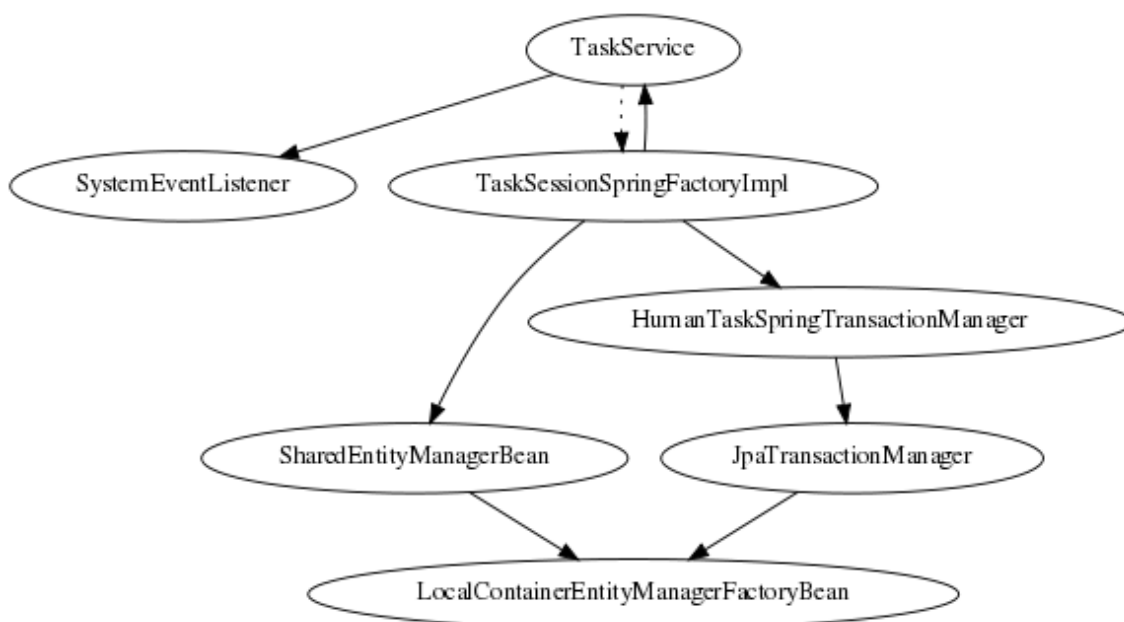 TaskService
SystemEventListener
TaskSessionSpringFactoryImpl
HumanTaskSpringTransactionManager
SharedEntityManagerBean
JpaTransactionManager
LocalContainerEntityManagerFactoryBean